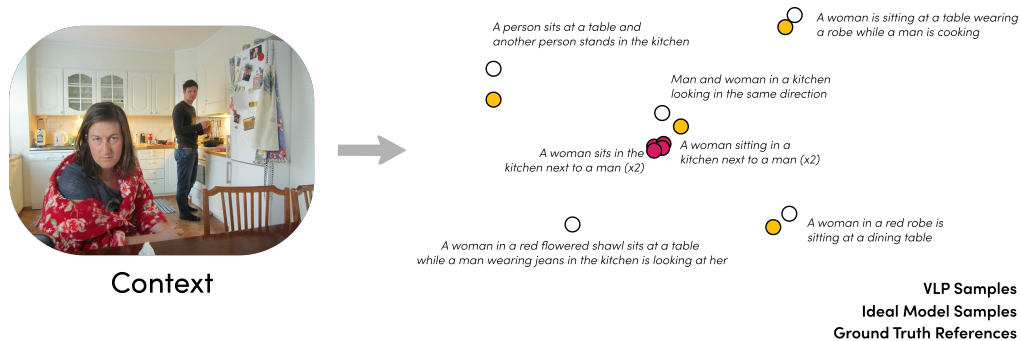 A person sits at a table and
another person stands in the kitchen
A woman is sitting at a table wearing
a robe while a man is cooking
Man and woman in a kitchen
looking in the same direction
A woman sits in the
kitchen next to a man (x2)
A woman sitting in a
kitchen next to a man (x2)
A woman in a red robe is
sitting at a dining table
A woman in a red flowered shawl sits at a table
while a man wearing jeans in the kitchen is looking at her
Context
VLP Samples
Ideal Model Samples
Ground Truth References